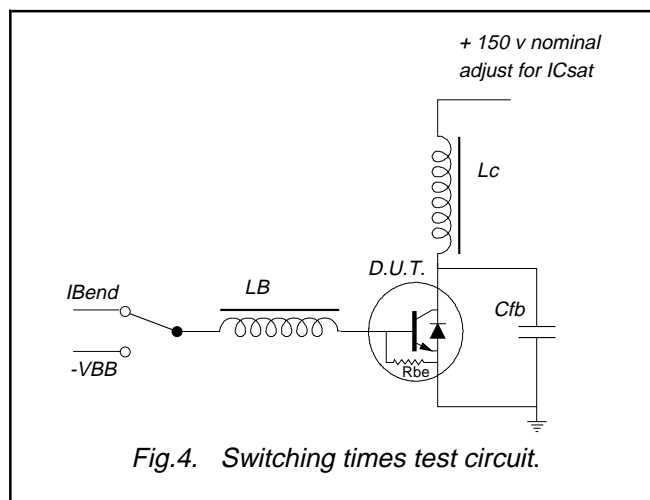 + 150 v nominal
adjust for ICsat
Lc
D.U.T.
LB
IBend
Cfb
-VBB
Rbe
Fig.4. Switching times test circuit.